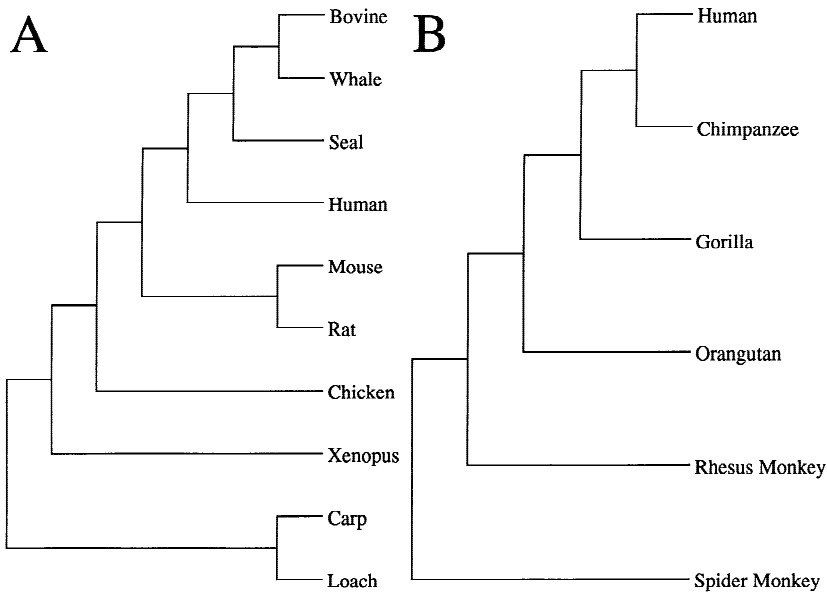 A
Bovine
Whale
Seal
Human
Mouse
Rat
Chicken
Xenopus
Carp
Loach
B
Human
Chimpanzee
Gorilla
Orangutan
Rhesus Monkey
Spider Monkey